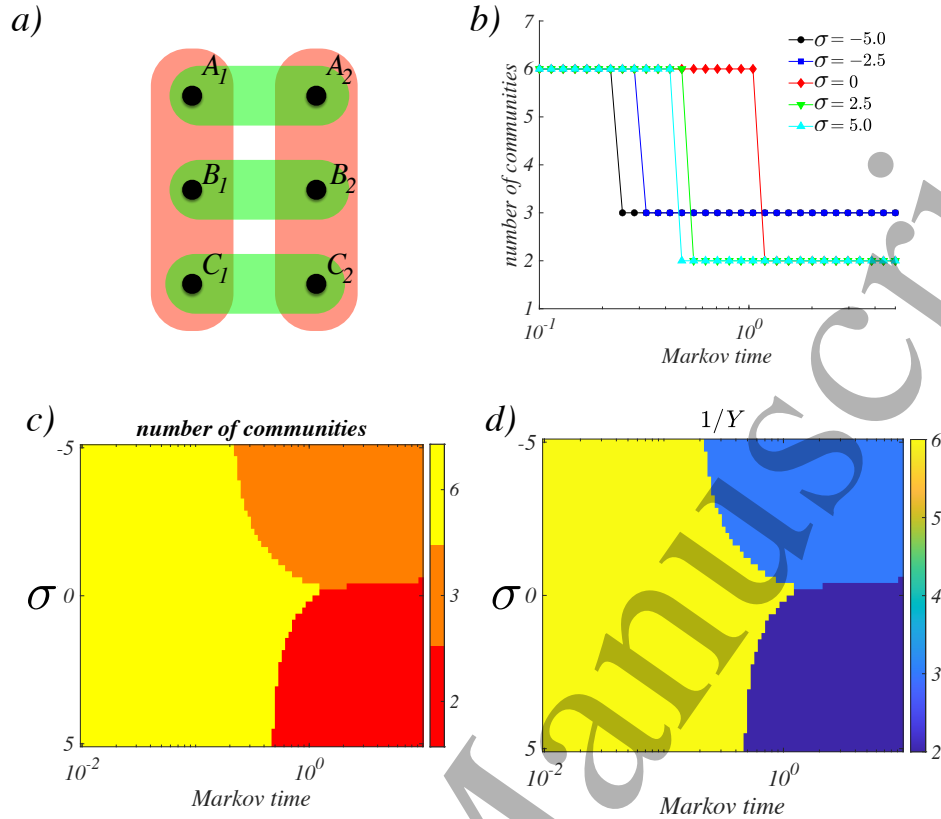 a)
A1 A2
B1 B2
C1 C2
b)
7
6
5
4
3
2
1
number of communities
10^-1 10^0
Markov time
σ = −5.0
σ = −2.5
σ = 0
σ = 2.5
σ = 5.0
c)
number of communities
-5
σ 0
5
10^-2 10^0
Markov time
6
3
2
d)
1/Y
-5
σ 0
5
10^-2 10^0
Markov time
6
5
4
3
2
Manuscri